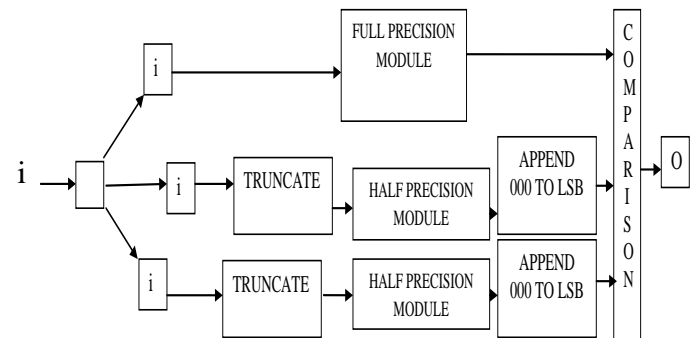 FULL PRECISION
MODULE
i
C
O
M
P
A
R
I
S
O
N
i
i
TRUNCATE
HALF PRECISION
MODULE
APPEND
000 TO LSB
O
i
TRUNCATE
HALF PRECISION
MODULE
APPEND
000 TO LSB